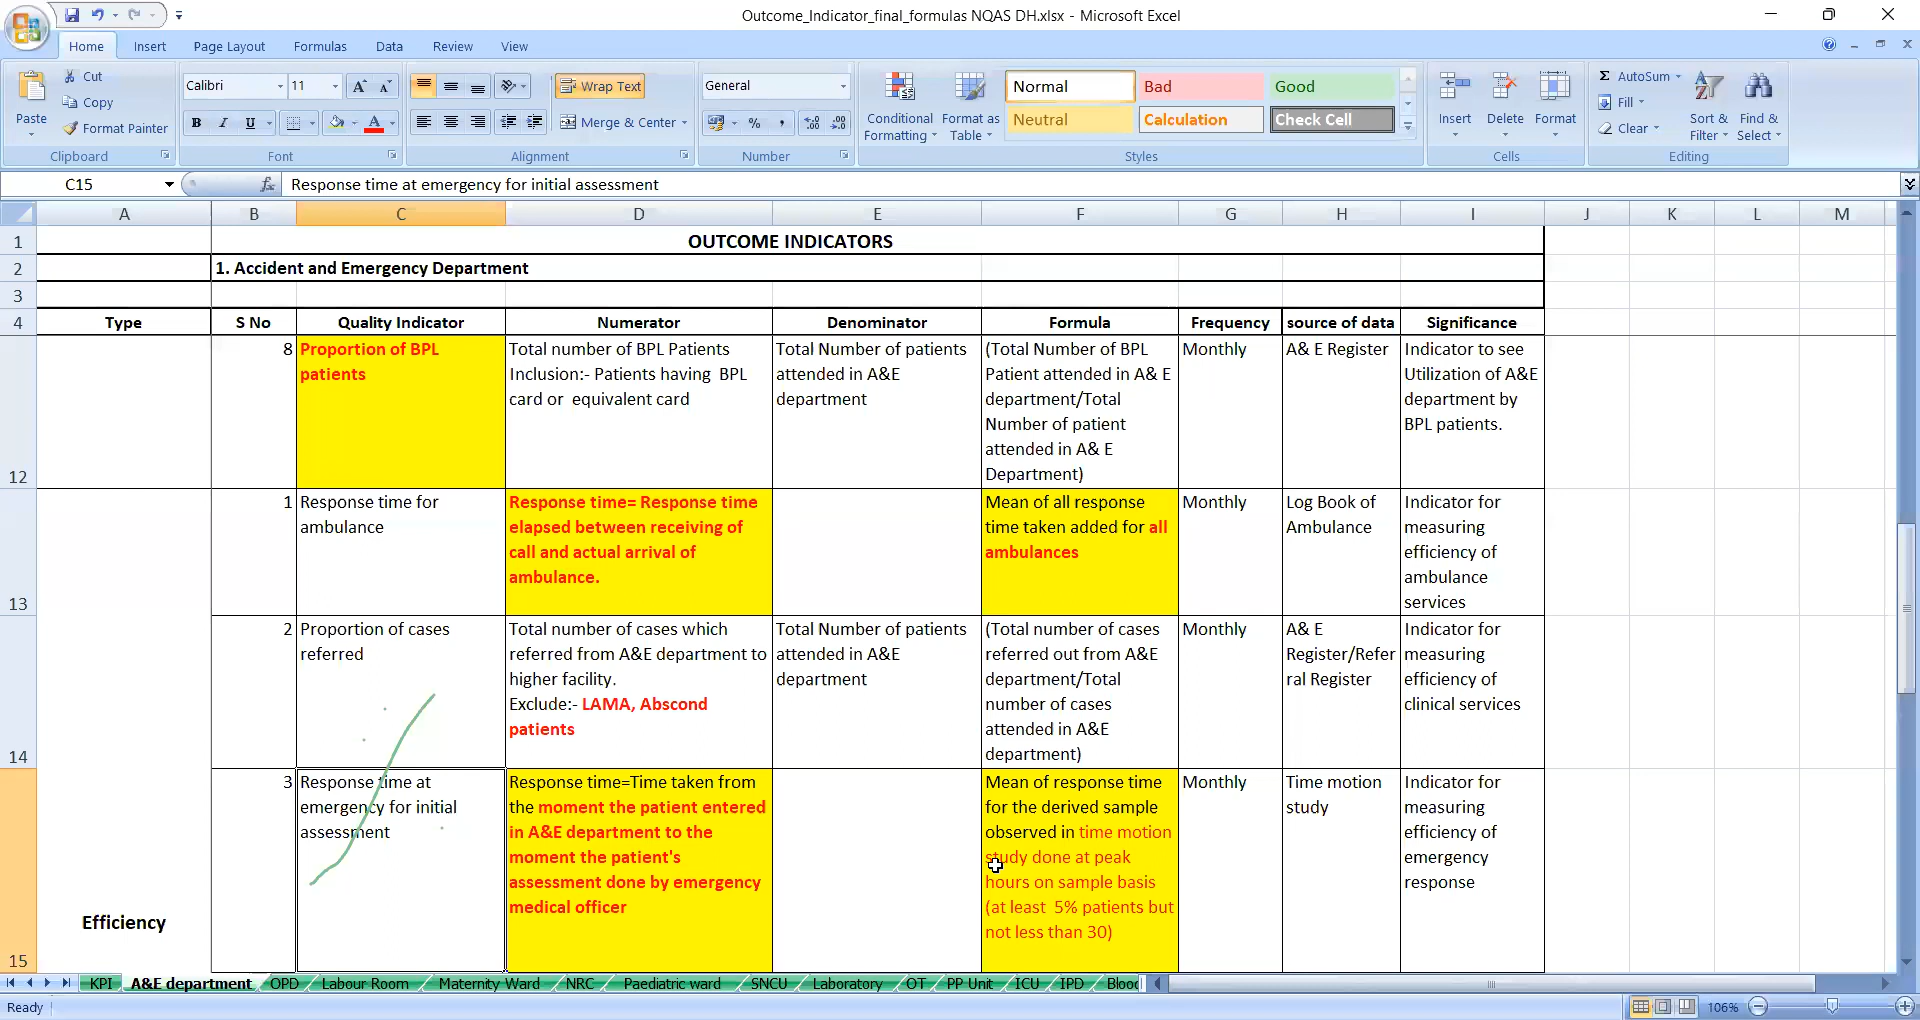 Outcome_Indicator_final_formulas NQAS DH.xlsx - Microsoft Excel
Home Insert Page Layout Formulas Data Review View
Paste
Cut
Copy
Format Painter
Clipboard
Calibri 11
B I U
Font
Wrap Text
Merge & Center
Alignment
General
Number
Conditional Formatting
Format as Table
Normal Bad Good
Neutral Calculation Check Cell
Styles
Insert Delete Format
Cells
Σ AutoSum
Fill
Clear
Sort & Filter
Find & Select
Editing
C15 fx Response time at emergency for initial assessment
A B C D E F G H I J K L M
1 OUTCOME INDICATORS
2 1. Accident and Emergency Department
3
4 Type S No Quality Indicator Numerator Denominator Formula Frequency source of data Significance
12
8
Proportion of BPL
patients
Total number of BPL Patients
Inclusion:- Patients having BPL
card or equivalent card
Total Number of patients
attended in A&E
department
(Total Number of BPL
Patient attended in A& E
department/Total
Number of patient
attended in A& E
Department)
Monthly
A& E Register
Indicator to see
Utilization of A&E
department by
BPL patients.
13
1
Response time for
ambulance
Response time= Response time
elapsed between receiving of
call and actual arrival of
ambulance.
Mean of all response
time taken added for all
ambulances
Monthly
Log Book of
Ambulance
Indicator for
measuring
efficiency of
ambulance
services
14
2
Proportion of cases
referred
Total number of cases which
referred from A&E department to
higher facility.
Exclude:- LAMA, Abscond
patients
Total Number of patients
attended in A&E
department
(Total number of cases
referred out from A&E
department/Total
number of cases
attended in A&E
department)
Monthly
A& E
Register/Refer
ral Register
Indicator for
measuring
efficiency of
clinical services
15
Efficiency
3
Response time at
emergency for initial
assessment
Response time=Time taken from
the moment the patient entered
in A&E department to the
moment the patient's
assessment done by emergency
medical officer
Mean of response time
for the derived sample
observed in time motion
study done at peak
hours on sample basis
(at least 5% patients but
not less than 30)
Monthly
Time motion
study
Indicator for
measuring
efficiency of
emergency
response
KPI A&E department OPD Labour Room Maternity Ward NRC Paediatric ward SNCU Laboratory OT PP Unit ICU IPD Blood
Ready 106%